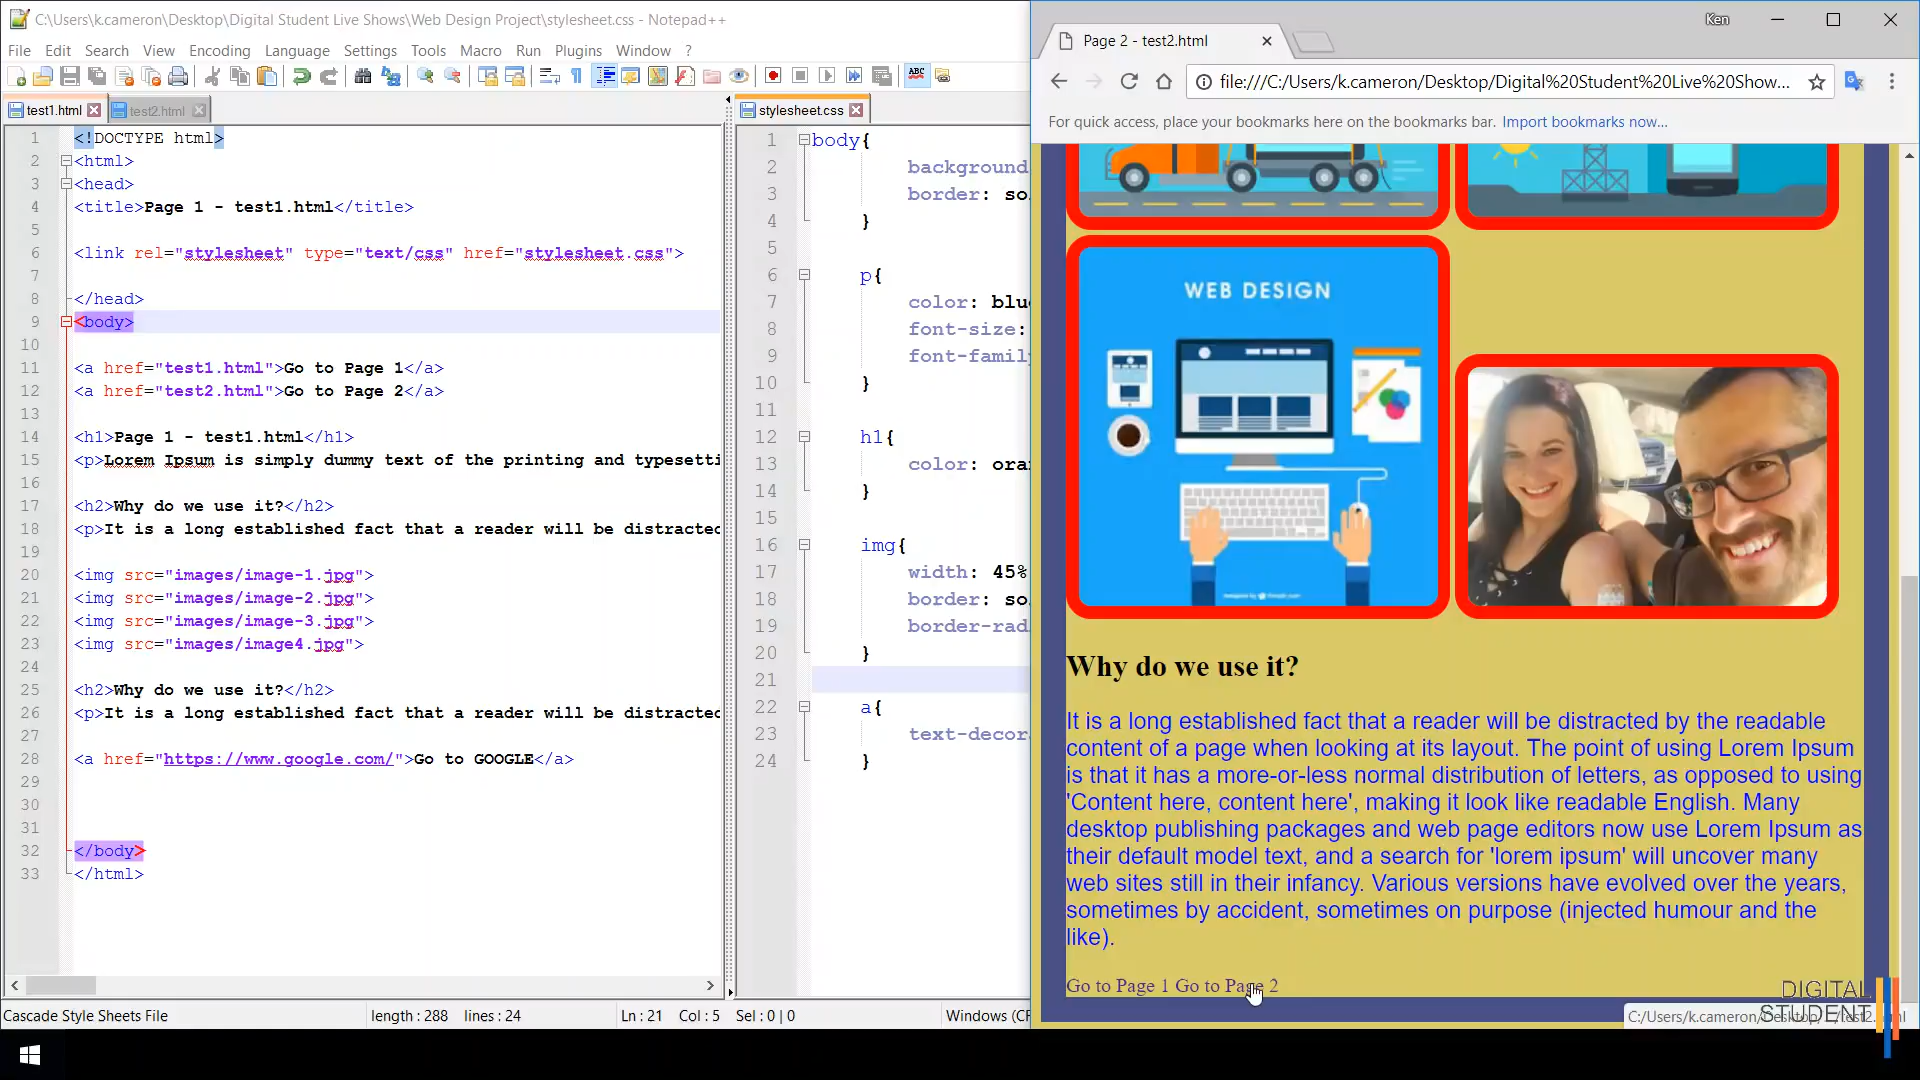 C:\Users\k.cameron\Desktop\Digital Student Live Shows\Web Design Project\stylesheet.css - Notepad++
File Edit Search View Encoding Language Settings Tools Macro Run Plugins Window ?
test1.html test2.html
1 <!DOCTYPE html>
2 <html>
3 <head>
4 <title>Page 1 - test1.html</title>
5
6 <link rel="stylesheet" type="text/css" href="stylesheet.css">
7
8 </head>
9 <body>
10
11 <a href="test1.html">Go to Page 1</a>
12 <a href="test2.html">Go to Page 2</a>
13
14 <h1>Page 1 - test1.html</h1>
15 <p>Lorem Ipsum is simply dummy text of the printing and typesetti
16
17 <h2>Why do we use it?</h2>
18 <p>It is a long established fact that a reader will be distracted
19
20 <img src="images/image-1.jpg">
21 <img src="images/image-2.jpg">
22 <img src="images/image-3.jpg">
23 <img src="images/image4.jpg">
24
25 <h2>Why do we use it?</h2>
26 <p>It is a long established fact that a reader will be distracted
27
28 <a href="https://www.google.com/">Go to GOOGLE</a>
29
30
31
32 </body>
33 </html>
stylesheet.css
1 body{
2 background
3 border: so
4 }
5
6 p{
7 color: blu
8 font-size:
9 font-famil
10 }
11
12 h1{
13 color: ora
14 }
15
16 img{
17 width: 45%
18 border: so
19 border-rad
20 }
21
22 a{
23 text-decor
24 }
Cascade Style Sheets File length : 288 lines : 24 Ln : 21 Col : 5 Sel : 0 | 0 Windows (CR
Ken
Page 2 - test2.html
file:///C:/Users/k.cameron/Desktop/Digital%20Student%20Live%20Show...
For quick access, place your bookmarks here on the bookmarks bar. Import bookmarks now...
WEB DESIGN
Why do we use it?
It is a long established fact that a reader will be distracted by the readable
content of a page when looking at its layout. The point of using Lorem Ipsum
is that it has a more-or-less normal distribution of letters, as opposed to using
'Content here, content here', making it look like readable English. Many
desktop publishing packages and web page editors now use Lorem Ipsum as
their default model text, and a search for 'lorem ipsum' will uncover many
web sites still in their infancy. Various versions have evolved over the years,
sometimes by accident, sometimes on purpose (injected humour and the
like).
Go to Page 1 Go to Page 2
DIGITAL
STUDENT